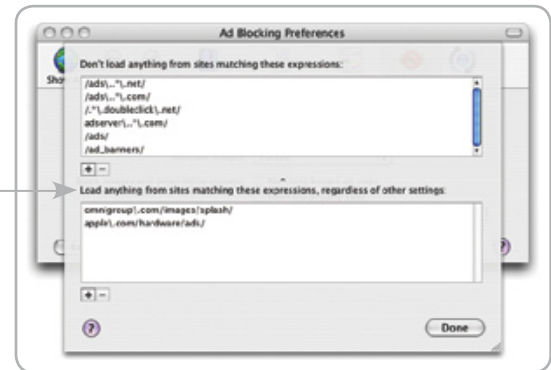 Ad Blocking Preferences
Don't load anything from sites matching these expressions:
/ads\..*\.net/
/ads\..*\.com/
/.*\.doubleclick\.net/
adserver\..*\.com/
/ads/
/ad_banners/
Load anything from sites matching these expressions, regardless of other settings:
omnigroup\.com/images/splash/
apple\.com/hardware/ads/
Done